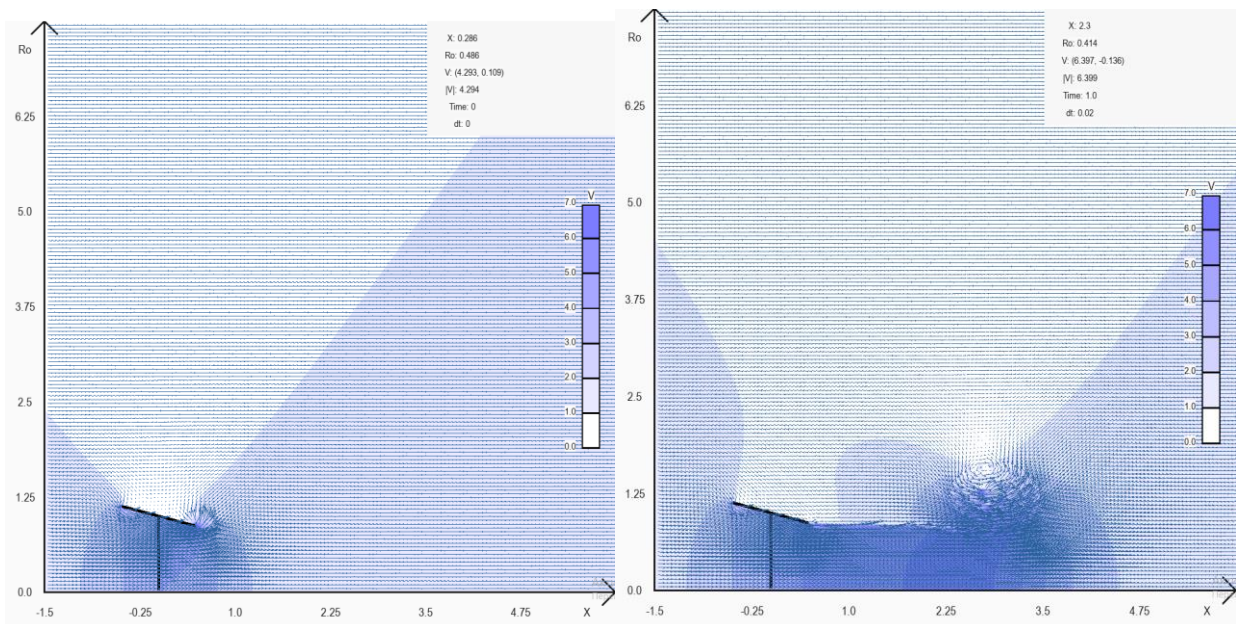 Ro
X: 0.286
Ro: 0.486
V: (4.293, 0.109)
|V|: 4.294
Time: 0
dt: 0
6.25
5.0
3.75
2.5
1.25
0.0
-1.5 -0.25 1.0 2.25 3.5 4.75 X
V
7.0
6.0
5.0
4.0
3.0
2.0
1.0
0.0
Ro
X: 2.3
Ro: 0.414
V: (6.397, -0.136)
|V|: 6.399
Time: 1.0
dt: 0.02
6.25
5.0
3.75
2.5
1.25
0.0
-1.5 -0.25 1.0 2.25 3.5 4.75 X
V
7.0
6.0
5.0
4.0
3.0
2.0
1.0
0.0